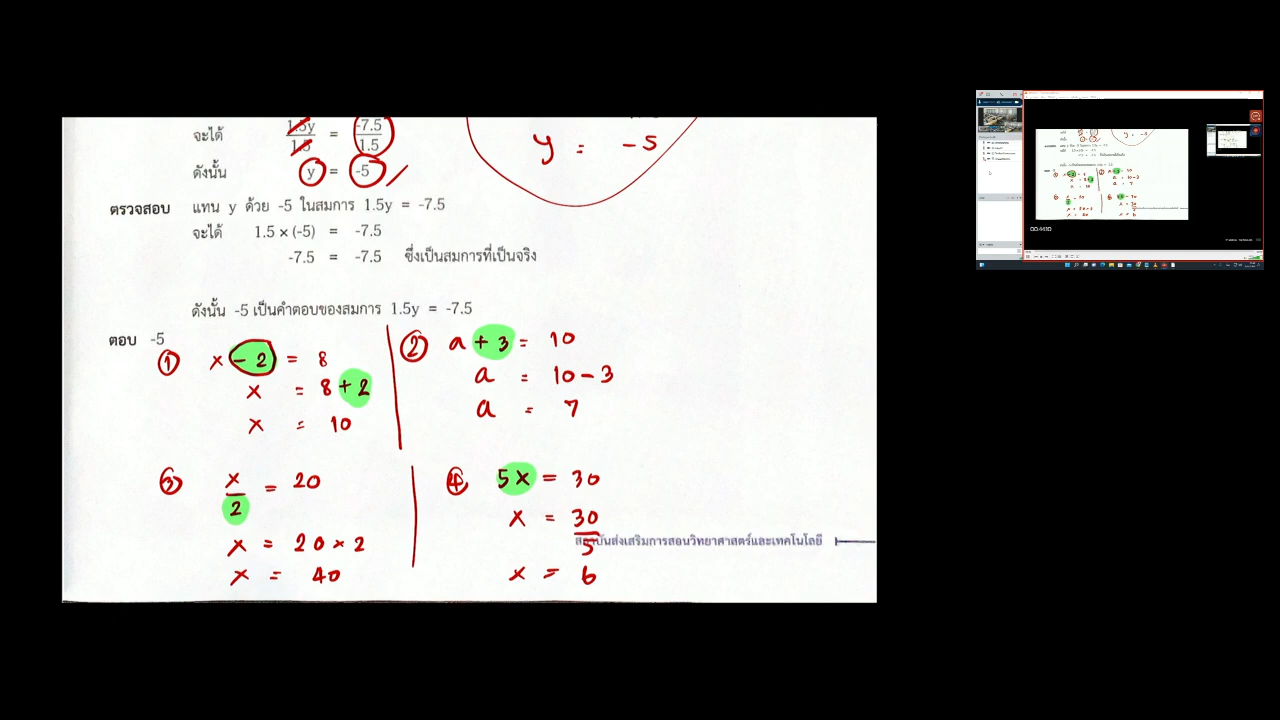 จะได้ 1.5y/1.5 = -7.5/1.5
y = -5
ดังนั้น y = -5
ตรวจสอบ แทน y ด้วย -5 ในสมการ 1.5y = -7.5
จะได้ 1.5 × (-5) = -7.5
-7.5 = -7.5 ซึ่งเป็นสมการที่เป็นจริง
ดังนั้น -5 เป็นคำตอบของสมการ 1.5y = -7.5
ตอบ -5
① x - 2 = 8
x = 8 + 2
x = 10
② a + 3 = 10
a = 10 - 3
a = 7
③ x/2 = 20
x = 20 × 2
x = 40
④ 5x = 30
x = 30/5
x = 6
สถาบันส่งเสริมการสอนวิทยาศาสตร์และเทคโนโลยี
00:44:10